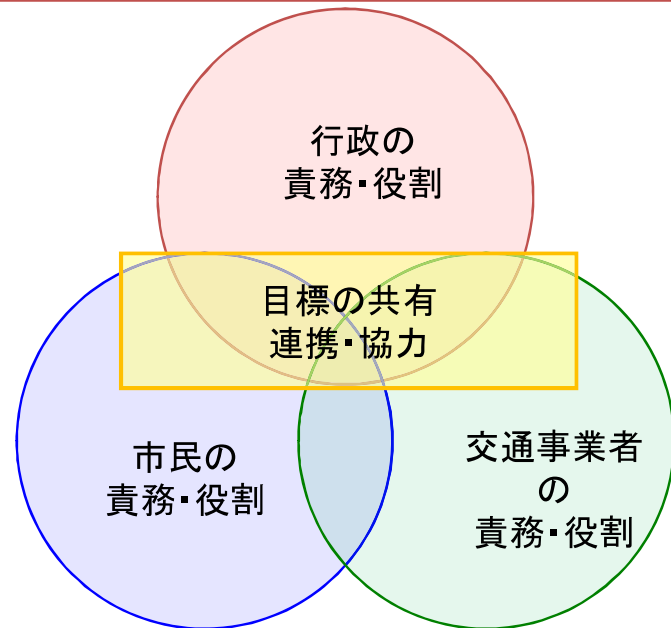 行政の
責務・役割
目標の共有
連携・協力
市民の
責務・役割
交通事業者
の
責務・役割